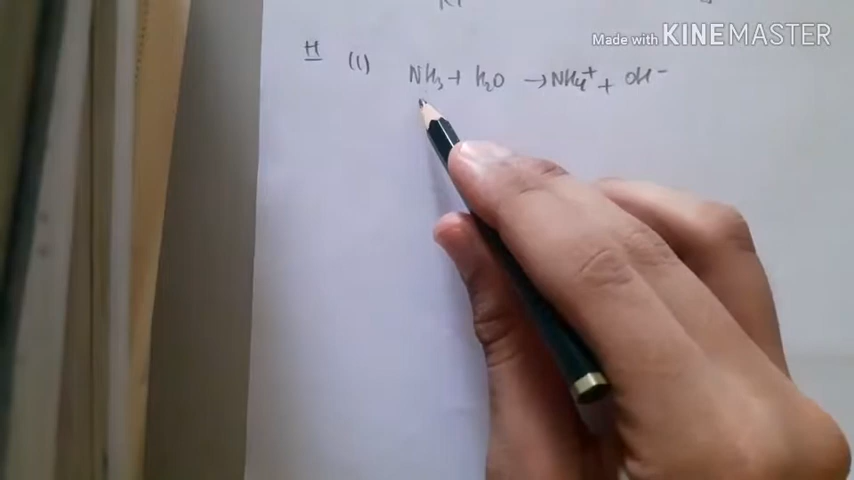 Made with KINEMASTER
H (1) NH3 + H2O → NH4+ + OH-